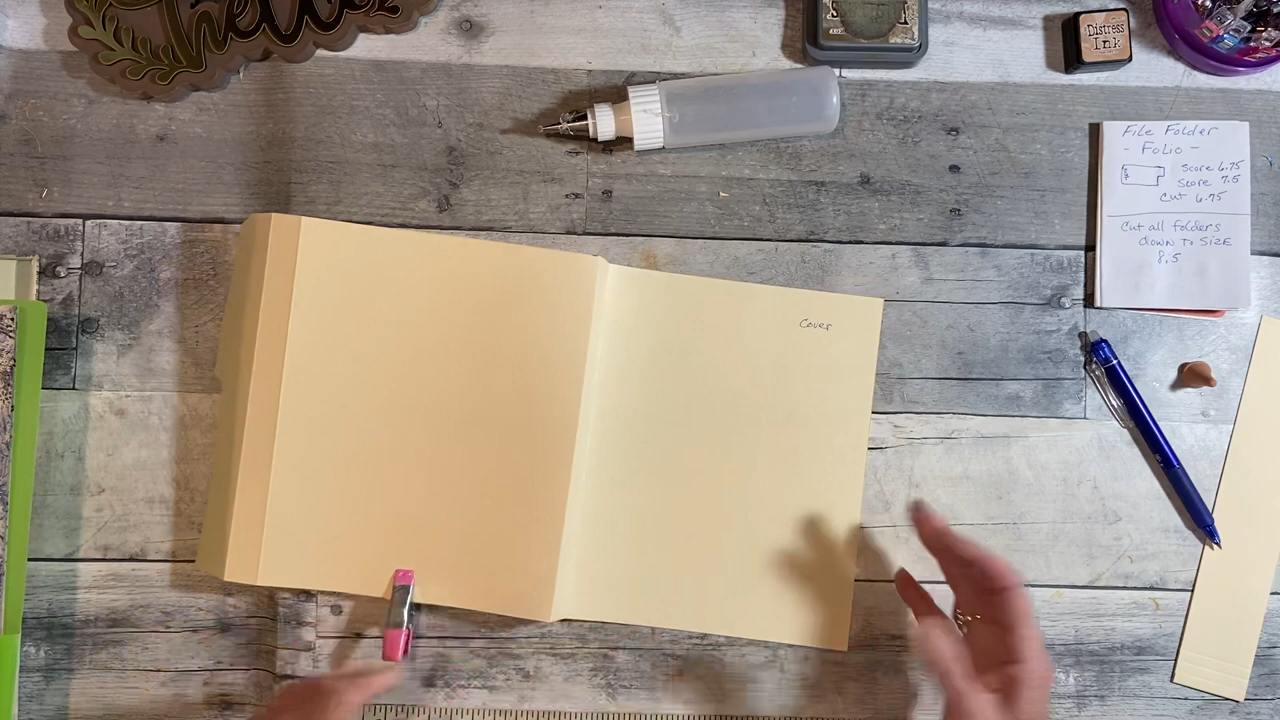 hello
Distress
Ink
File Folder
- Folio -
Score 6.75
Score 7.5
Cut 6.75
Cut all folders
down to SIZE
8.5
Cover